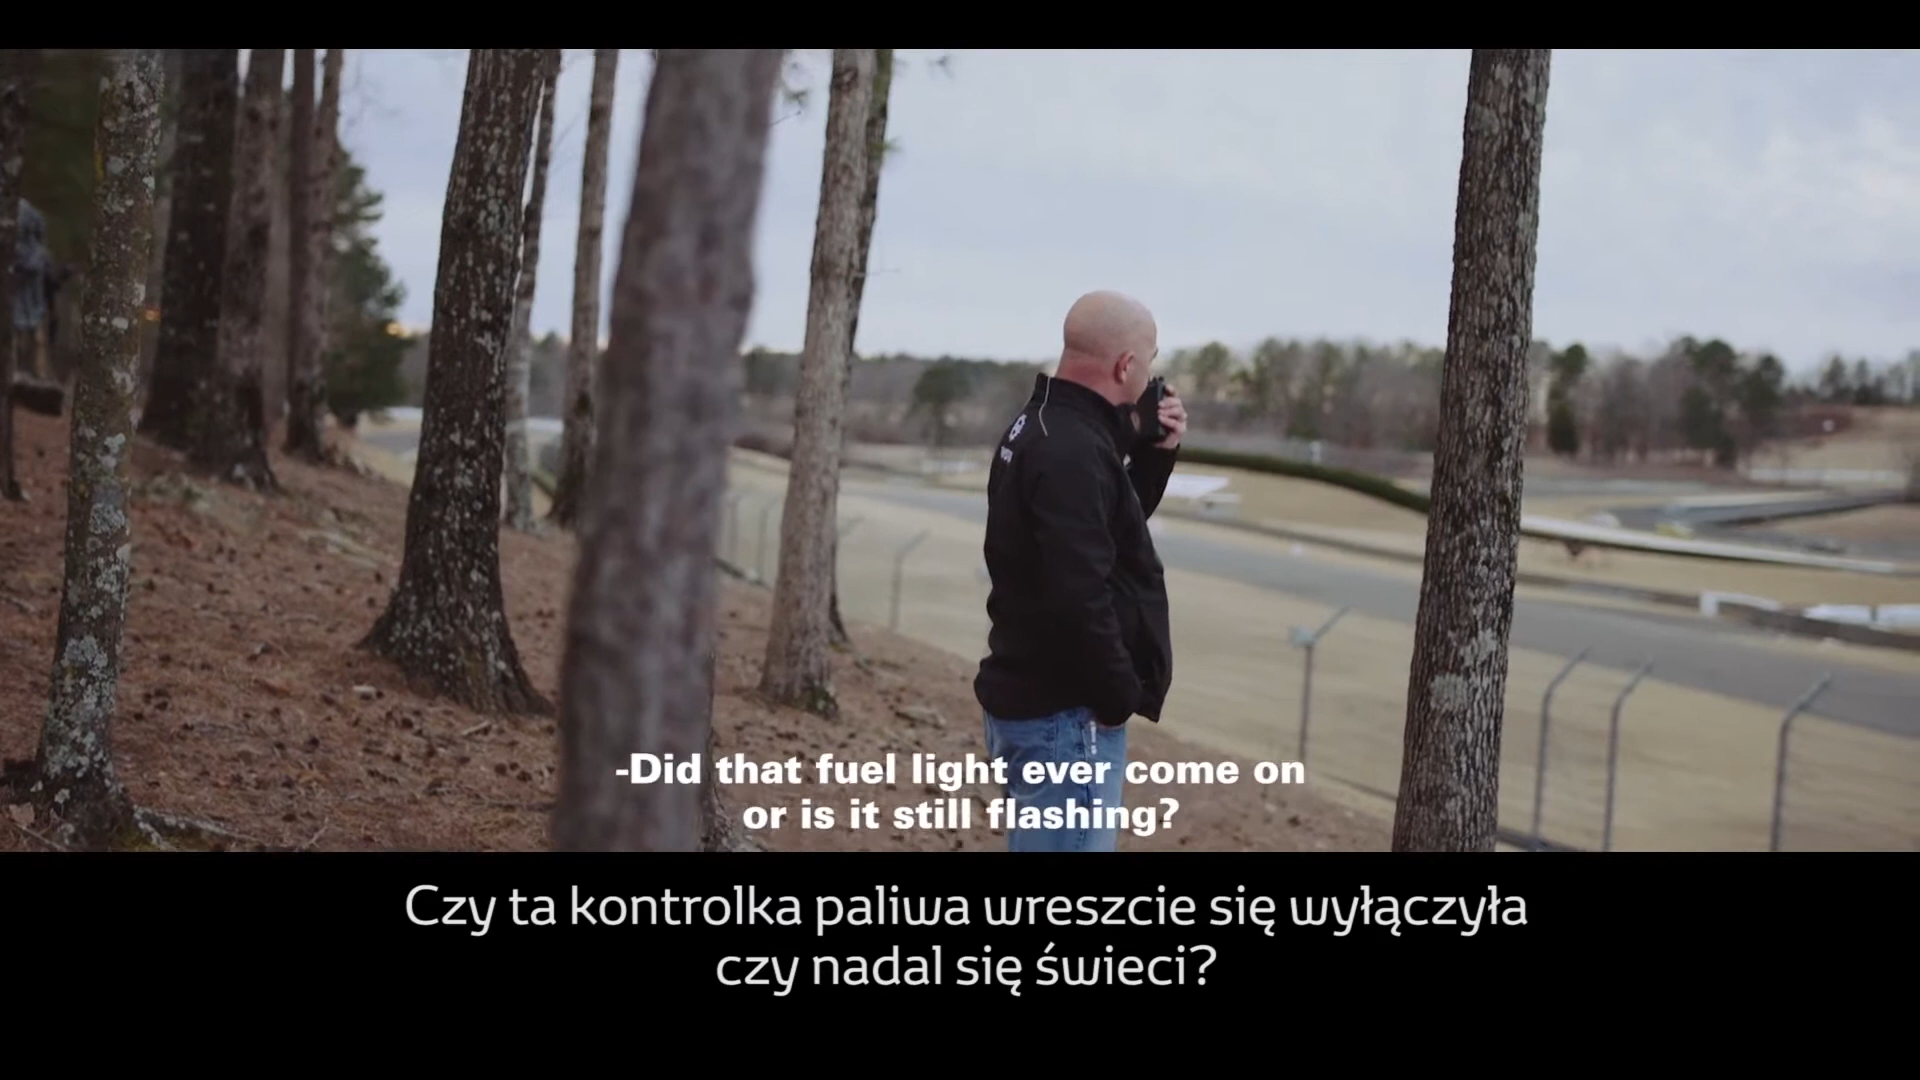 -Did that fuel light ever come on
or is it still flashing?
Czy ta kontrolka paliwa wreszcie się wyłączyła
czy nadal się świeci?